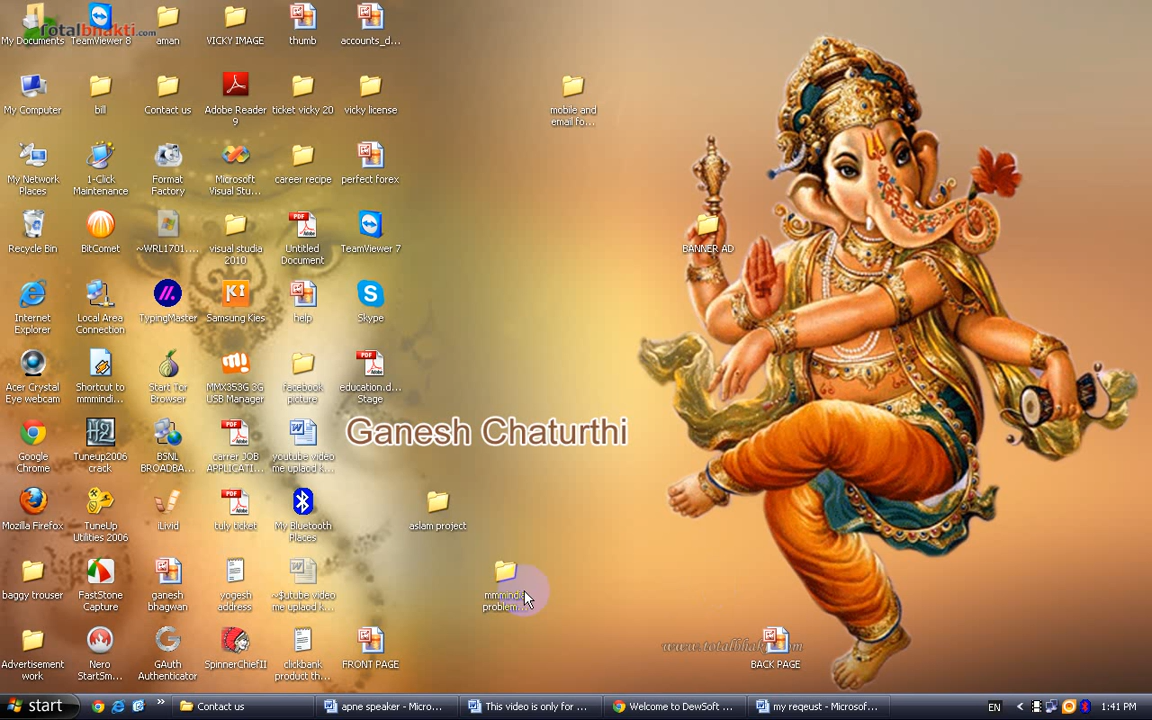 Totalbhakti.com
My Documents
TeamViewer 8
aman
VICKY IMAGE
thumb
accounts_d...
My Computer
bill
Contact us
Adobe Reader 9
ticket vicky 20
vicky license
mobile and email fo...
My Network Places
1-Click Maintenance
Format Factory
Microsoft Visual Stu...
career recipe
perfect forex
Recycle Bin
BitComet
~WRL1701....
visual studia 2010
PDF
Untitled Document
TeamViewer 7
BANNER AD
Internet Explorer
Local Area Connection
TypingMaster
KI
Samsung Kies
help
Skype
Acer Crystal Eye webcam
Shortcut to mmmindi...
Start Tor Browser
MMX353G 3G USB Manager
facebook picture
PDF
education.d... Stage
Google Chrome
Tuneup2006 crack
BSNL BROADBA...
PDF
carrer JOB APPLICATI...
youtube video me uplaod k...
Ganesh Chaturthi
Mozilla Firefox
TuneUp Utilities 2006
iLivid
PDF
tuly ticket
My Bluetooth Places
aslam project
baggy trouser
FastStone Capture
ganesh bhagwan
yogesh address
~$utube video me uplaod k...
mmmindia problem...
Advertisement work
Nero StartSm...
GAuth Authenticator
SpinnerChiefII
clickbank product th...
FRONT PAGE
BACK PAGE
start
Contact us
apne speaker - Micro...
This video is only for ...
Welcome to DewSoft ...
my reqeust - Microsof...
EN
1:41 PM